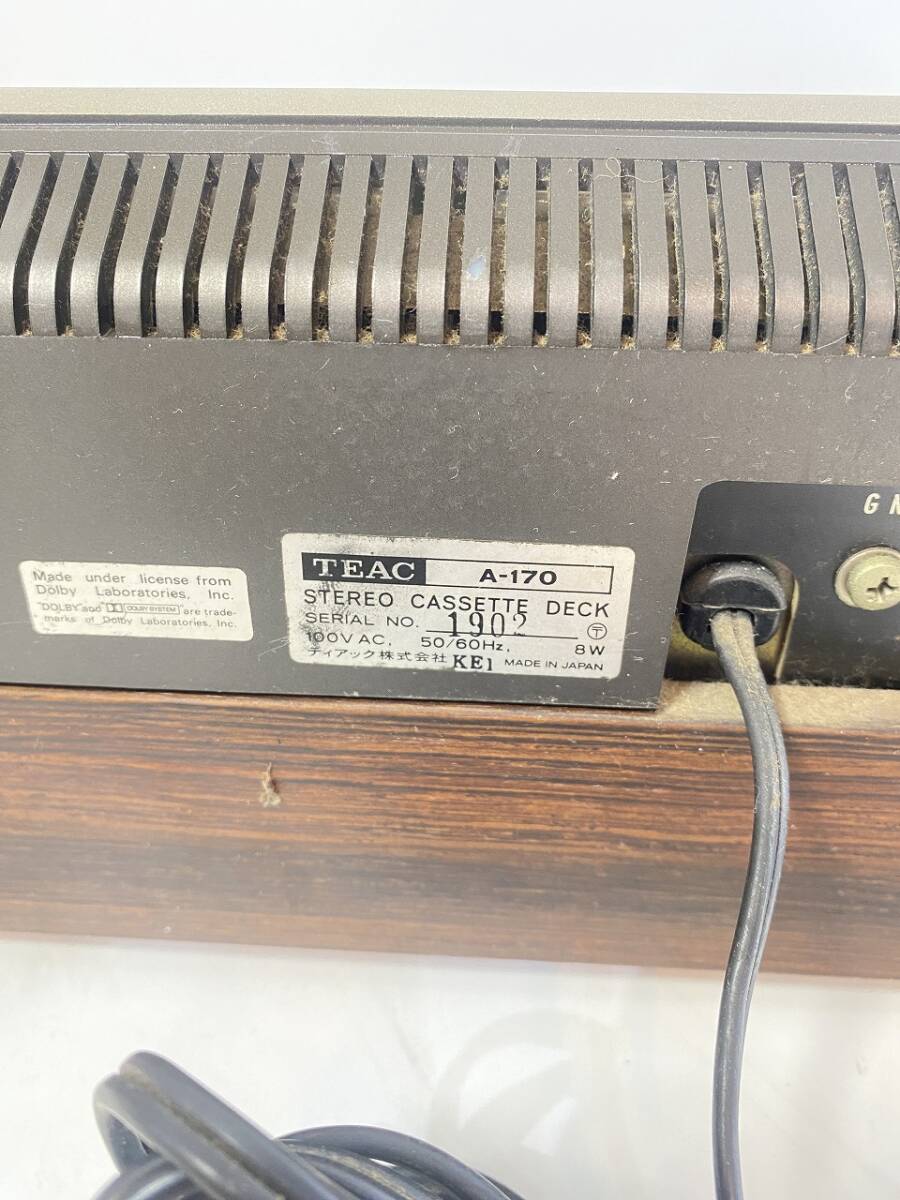 GN
Made under license from
Dolby Laboratories, Inc.
"DOLBY" and DOLBY SYSTEM are trade-
marks of Dolby Laboratories, Inc.
TEAC A-170
STEREO CASSETTE DECK
SERIAL NO. 1902 〒
100V AC, 50/60Hz, 8W
ティアック株式会社 KE1 MADE IN JAPAN